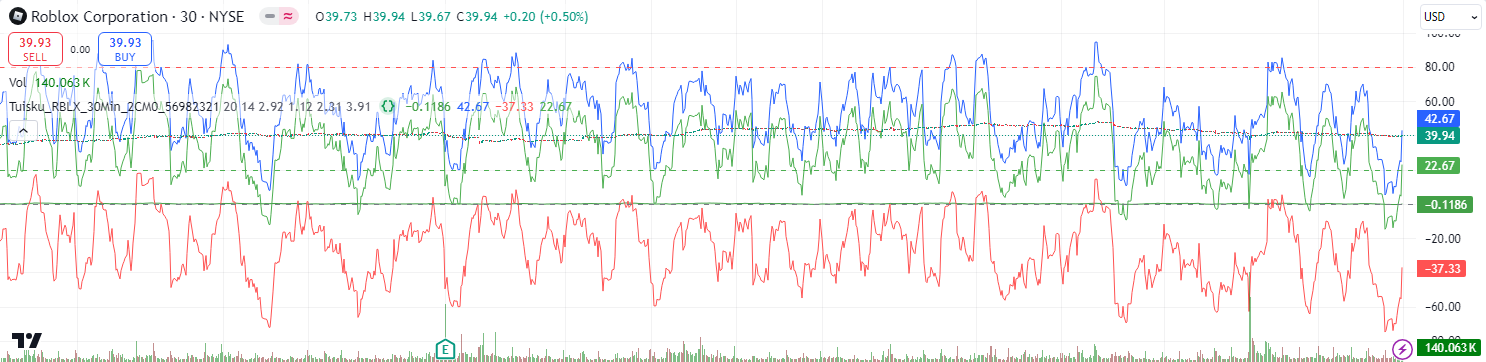 Roblox Corporation · 30 · NYSE O39.73 H39.94 L39.67 C39.94 +0.20 (+0.50%)
USD
39.93 SELL 0.00 39.93 BUY
Vol 140.063 K
Tuisku_RBLX_30Min_2CM0_56982321 20 14 2.92 1.12 2.31 3.91 {} −0.1186 42.67 −37.33 22.67
100.00
80.00
60.00
42.67
39.94
22.67
−0.1186
−20.00
−37.33
−60.00
140.063 K
E